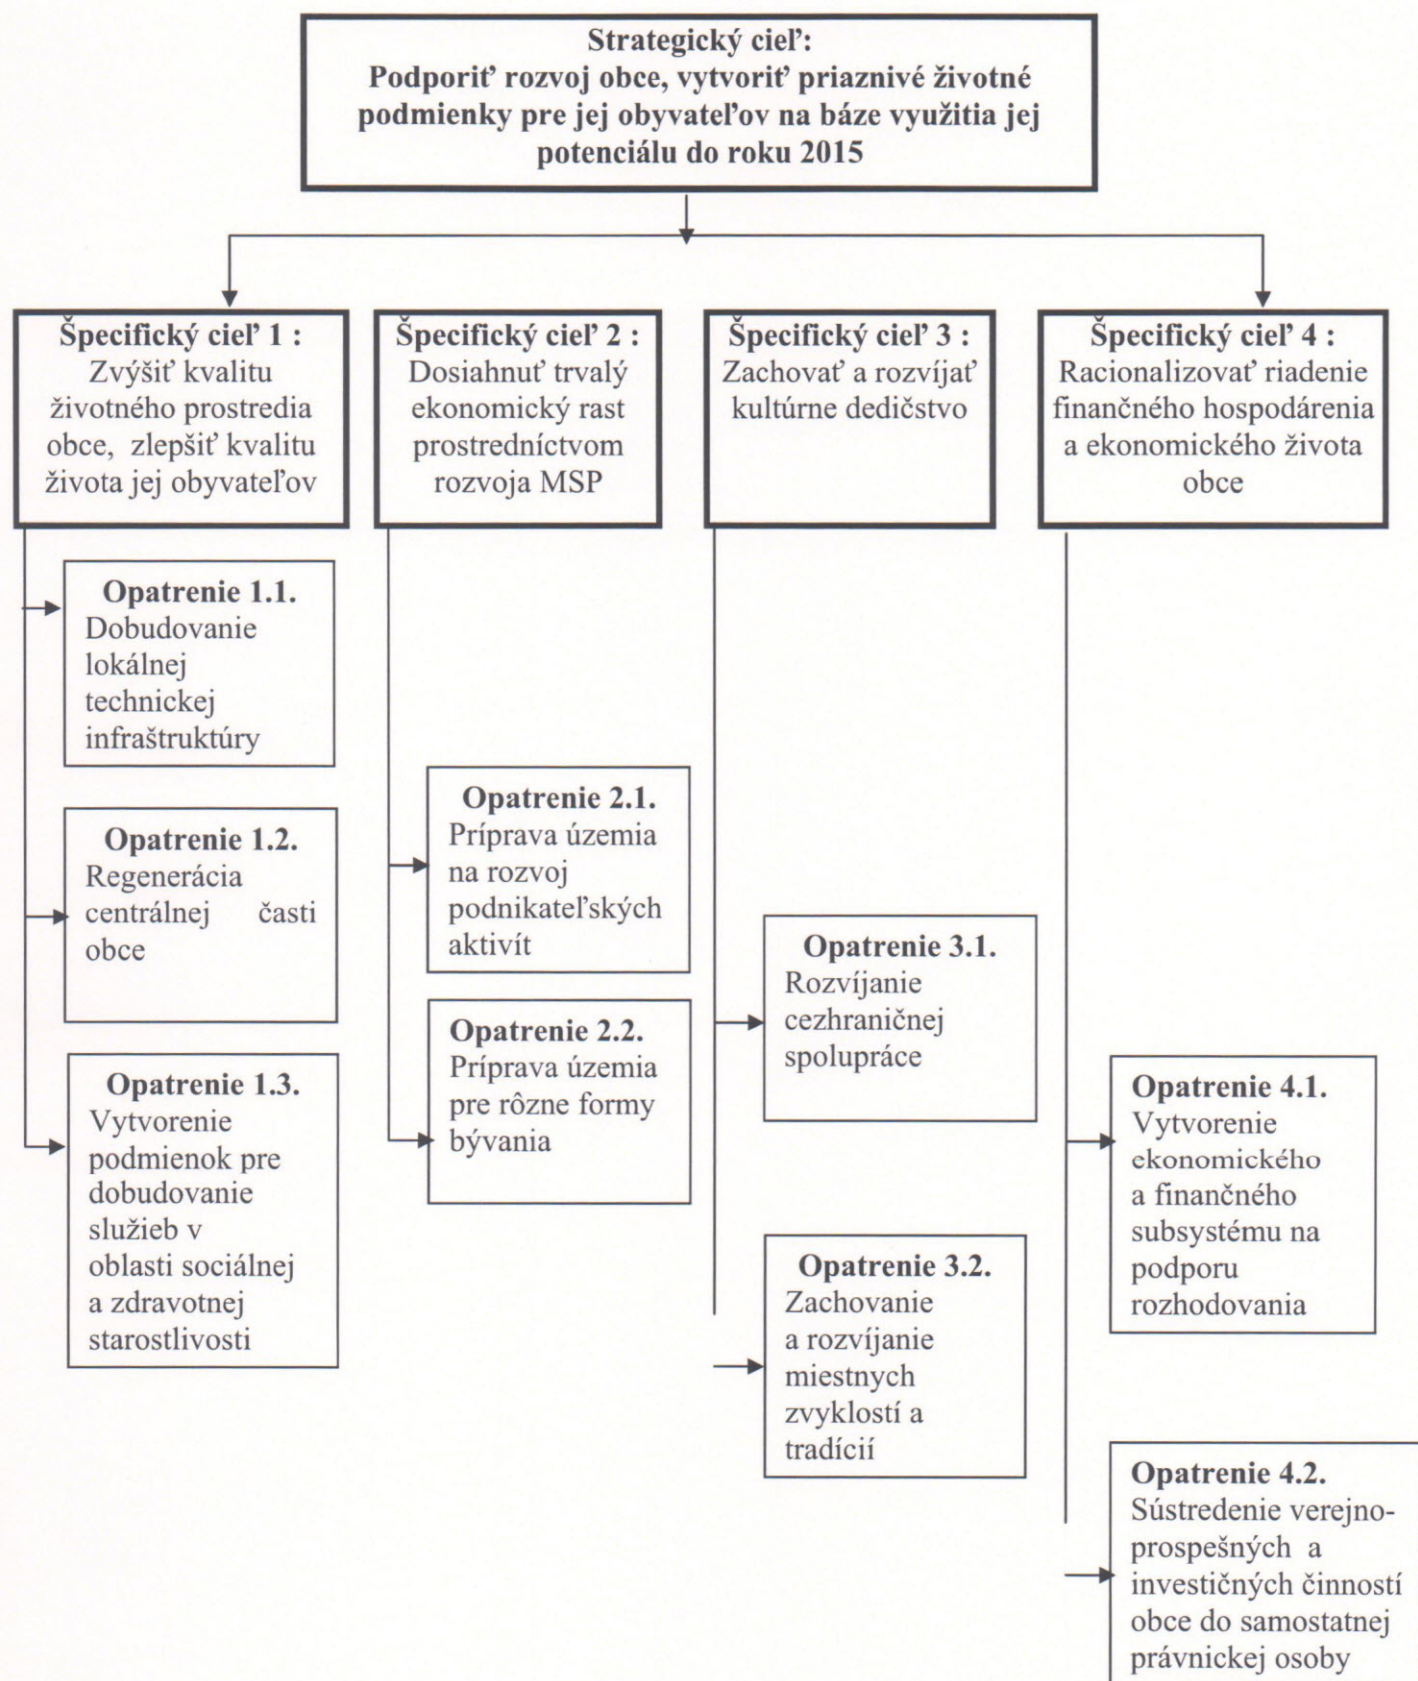 Strategický cieľ:
Podporiť rozvoj obce, vytvoriť priaznivé životné
podmienky pre jej obyvateľov na báze využitia jej
potenciálu do roku 2015
Špecifický cieľ 1 :
Zvýšiť kvalitu
životného prostredia
obce, zlepšiť kvalitu
života jej obyvateľov
Špecifický cieľ 2 :
Dosiahnuť trvalý
ekonomický rast
prostredníctvom
rozvoja MSP
Špecifický cieľ 3 :
Zachovať a rozvíjať
kultúrne dedičstvo
Špecifický cieľ 4 :
Racionalizovať riadenie
finančného hospodárenia
a ekonomického života
obce
Opatrenie 1.1.
Dobudovanie
lokálnej
technickej
infraštruktúry
Opatrenie 1.2.
Regenerácia
centrálnej časti
obce
Opatrenie 1.3.
Vytvorenie
podmienok pre
dobudovanie
služieb v
oblasti sociálnej
a zdravotnej
starostlivosti
Opatrenie 2.1.
Príprava územia
na rozvoj
podnikateľských
aktivít
Opatrenie 2.2.
Príprava územia
pre rôzne formy
bývania
Opatrenie 3.1.
Rozvíjanie
cezhraničnej
spolupráce
Opatrenie 3.2.
Zachovanie
a rozvíjanie
miestnych
zvyklostí a
tradícií
Opatrenie 4.1.
Vytvorenie
ekonomického
a finančného
subsystému na
podporu
rozhodovania
Opatrenie 4.2.
Sústredenie verejno-
prospešných a
investičných činností
obce do samostatnej
právnickej osoby